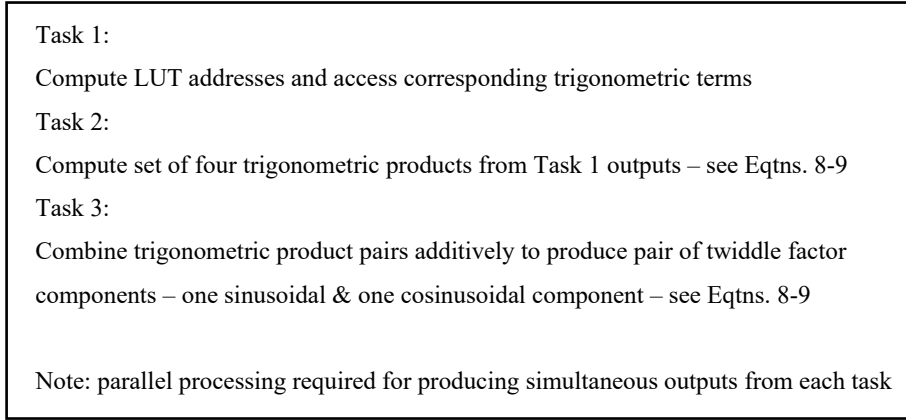 Task 1:
Compute LUT addresses and access corresponding trigonometric terms
Task 2:
Compute set of four trigonometric products from Task 1 outputs – see Eqtns. 8-9
Task 3:
Combine trigonometric product pairs additively to produce pair of twiddle factor
components – one sinusoidal & one cosinusoidal component – see Eqtns. 8-9
Note: parallel processing required for producing simultaneous outputs from each task